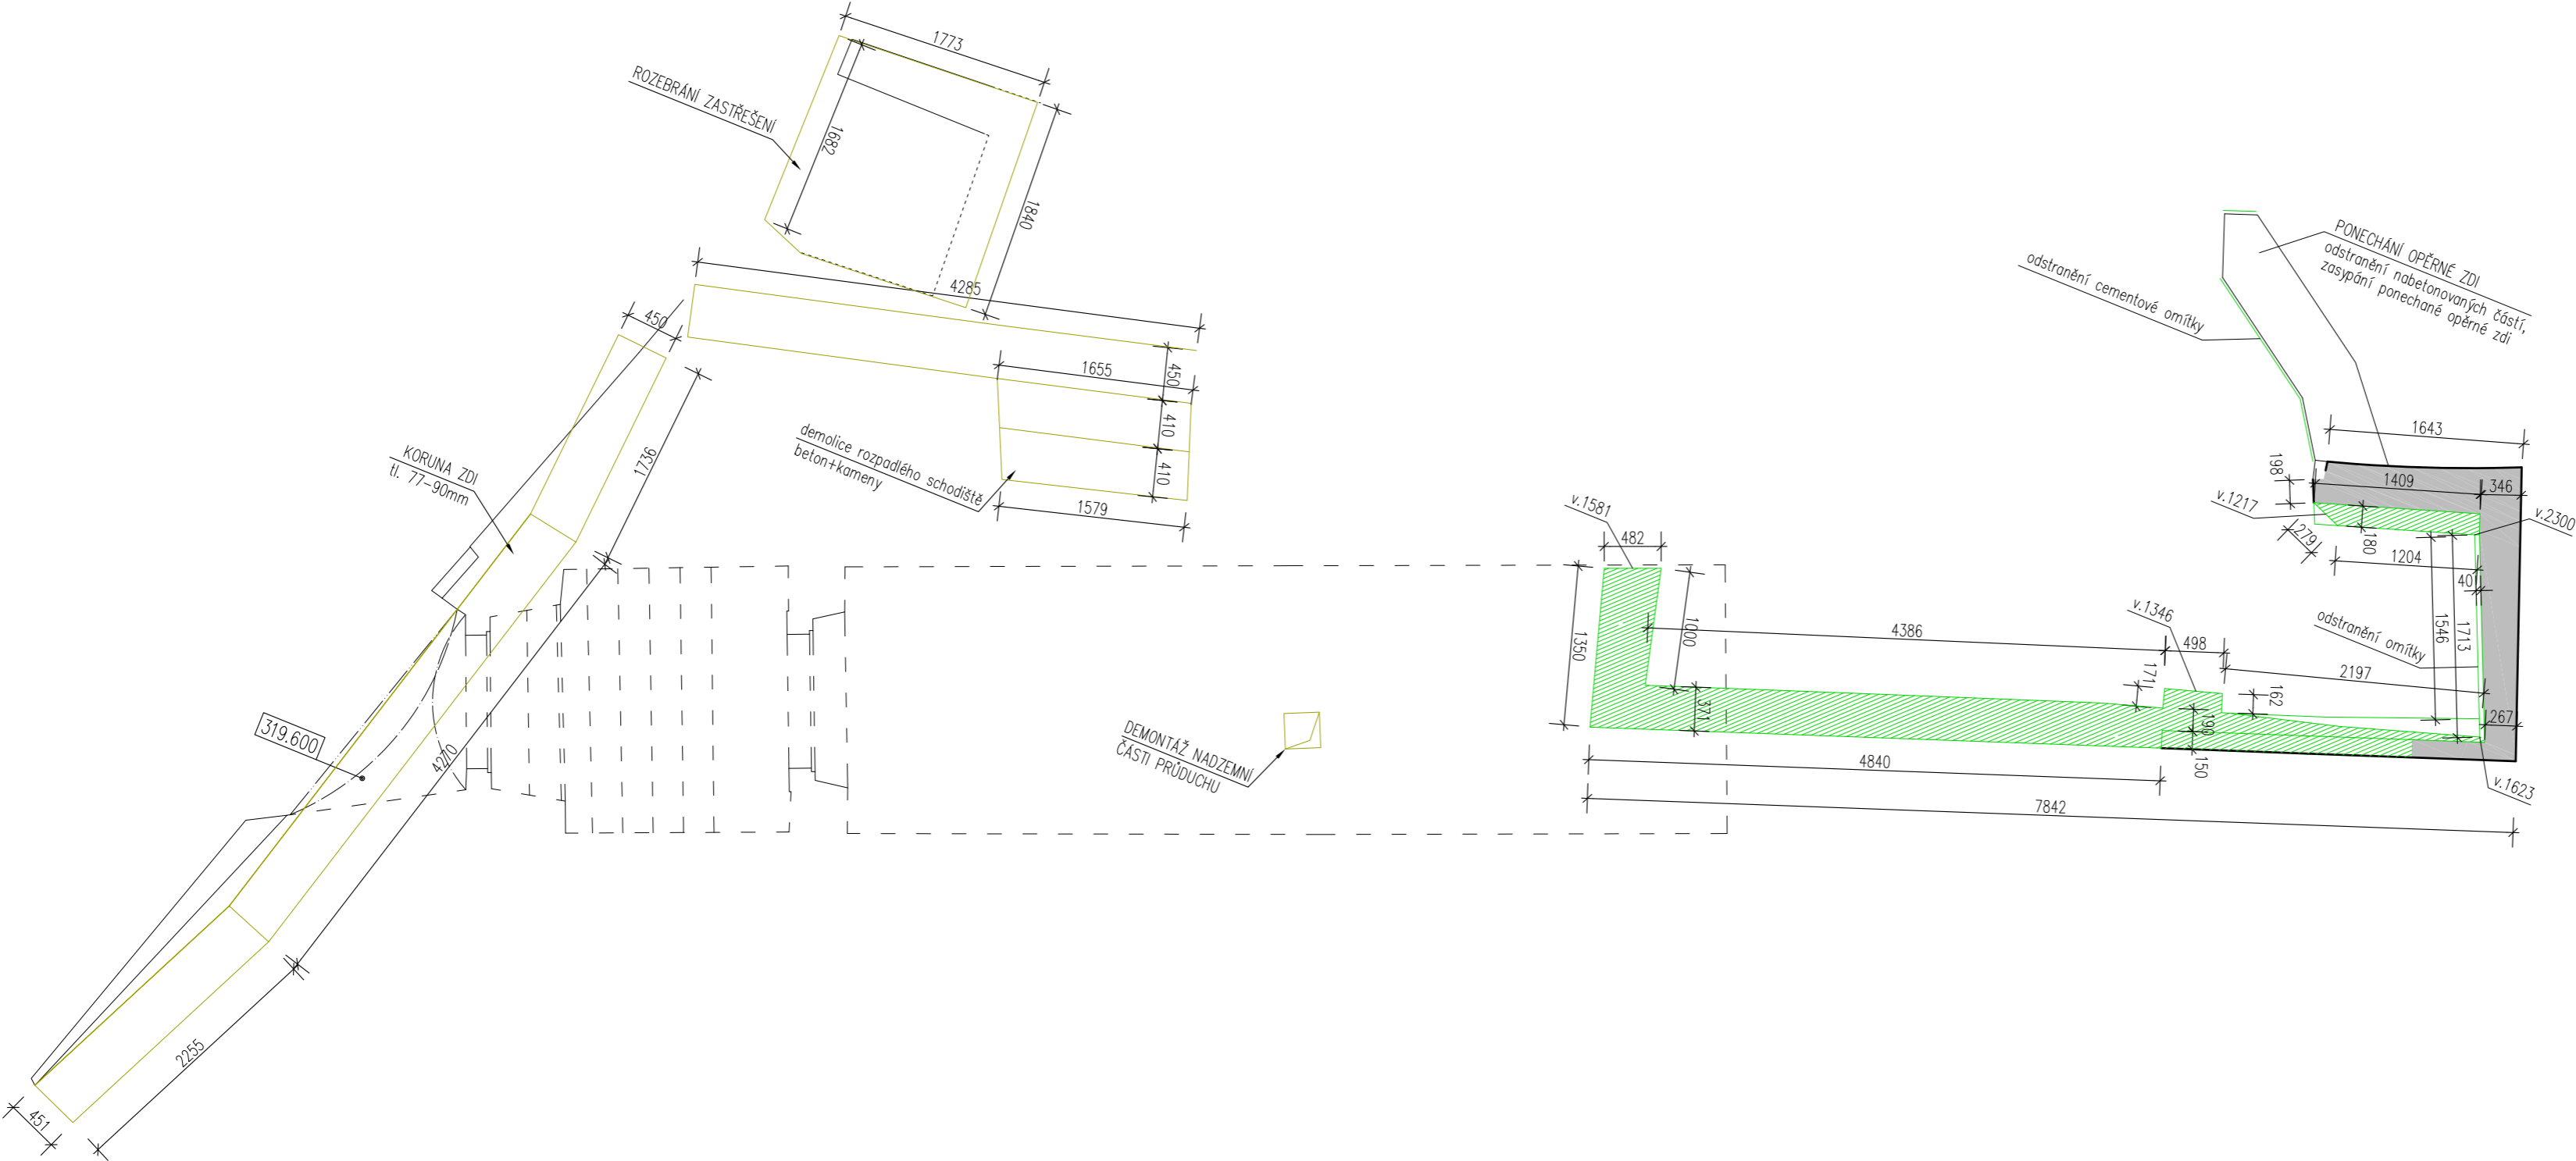 1773
ROZEBRÁNÍ ZASTŘEŠENÍ
1682
1840
4285
450
1655
450
410
410
1579
demolice rozpadlého schodiště
beton+kameny
1736
KORUNA ZDI
tl. 77-90mm
319.600
4270
2255
451
DEMONTÁŽ NADZEMNÍ
ČÁSTI PRŮDUCHU
v.1581
482
1350
1000
4386
371
4840
7842
v.1346
498
171
162
190
150
2197
267
v.1623
odstranění cementové omítky
PONECHÁNÍ OPĚRNÉ ZDI
odstranění nabetonovaných částí,
zasypání ponechané opěrné zdi
1643
198
1409
346
v.1217
v.2300
279
180
1204
40
1546
1713
odstranění omítky